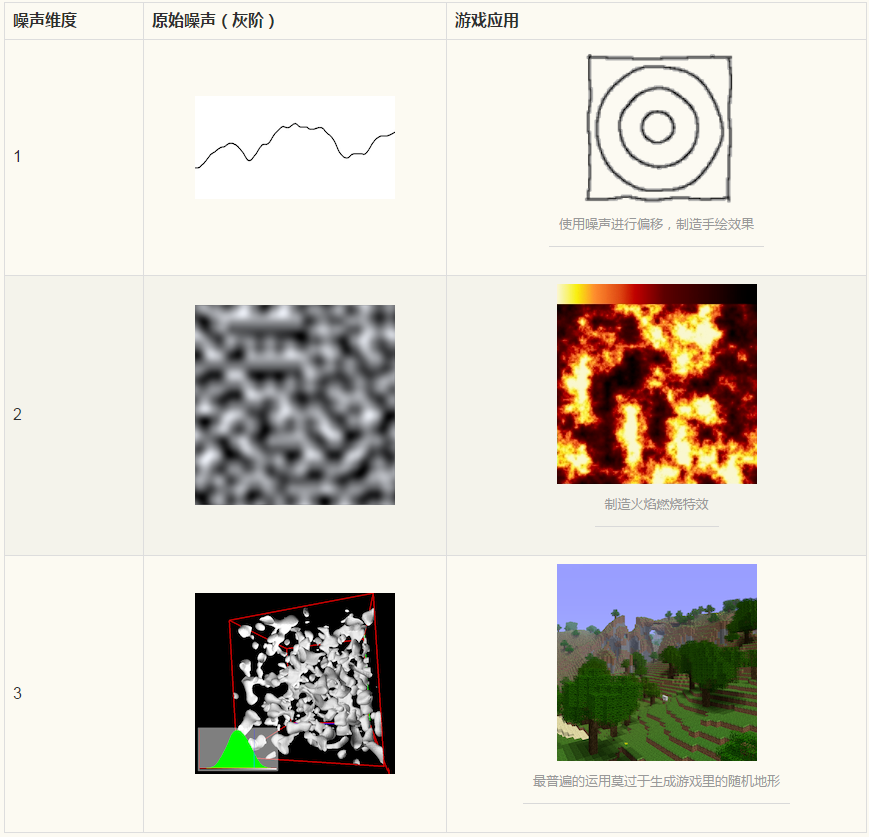 噪声维度 原始噪声（灰阶） 游戏应用
1
使用噪声进行偏移，制造手绘效果
2
制造火焰燃烧特效
3
最普遍的运用莫过于生成游戏里的随机地形